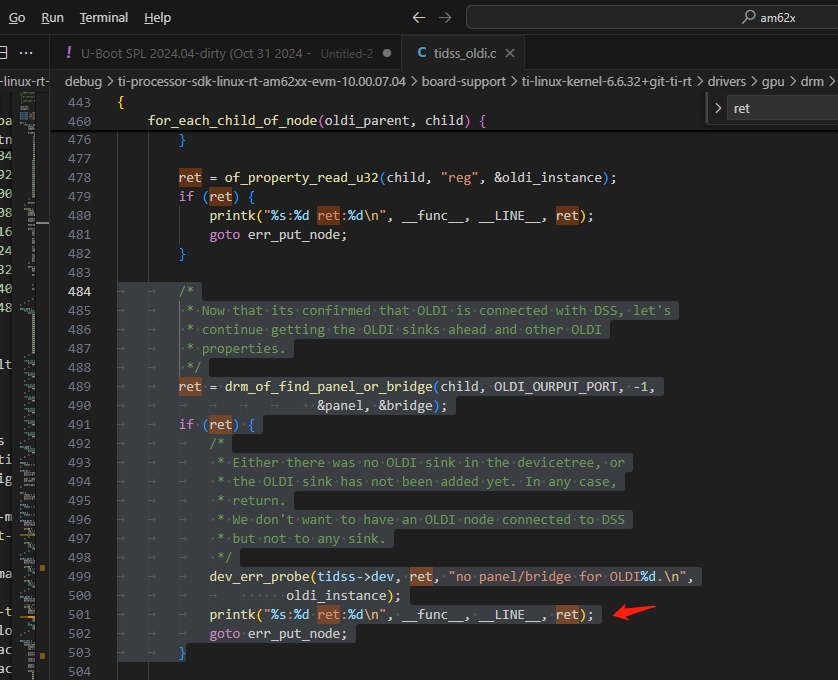 Go Run Terminal Help ← → am62x
··· ! U-Boot SPL 2024.04-dirty (Oct 31 2024 - Untitled-2 ● C tidss_oldi.c ×
-linux-rt- debug > ti-processor-sdk-linux-rt-am62xx-evm-10.00.07.04 > board-support > ti-linux-kernel-6.6.32+git-ti-rt > drivers > gpu > drm >
> ret
443 {
460 for_each_child_of_node(oldi_parent, child) {
476 }
477
478 ret = of_property_read_u32(child, "reg", &oldi_instance);
479 if (ret) {
480 printk("%s:%d ret:%d\n", __func__, __LINE__, ret);
481 goto err_put_node;
482 }
483
484 /*
485 * Now that its confirmed that OLDI is connected with DSS, let's
486 * continue getting the OLDI sinks ahead and other OLDI
487 * properties.
488 */
489 ret = drm_of_find_panel_or_bridge(child, OLDI_OURPUT_PORT, -1,
490 &panel, &bridge);
491 if (ret) {
492 /*
493 * Either there was no OLDI sink in the devicetree, or
494 * the OLDI sink has not been added yet. In any case,
495 * return.
496 * We don't want to have an OLDI node connected to DSS
497 * but not to any sink.
498 */
499 dev_err_probe(tidss->dev, ret, "no panel/bridge for OLDI%d.\n",
500 oldi_instance);
501 printk("%s:%d ret:%d\n", __func__, __LINE__, ret);
502 goto err_put_node;
503 }
504